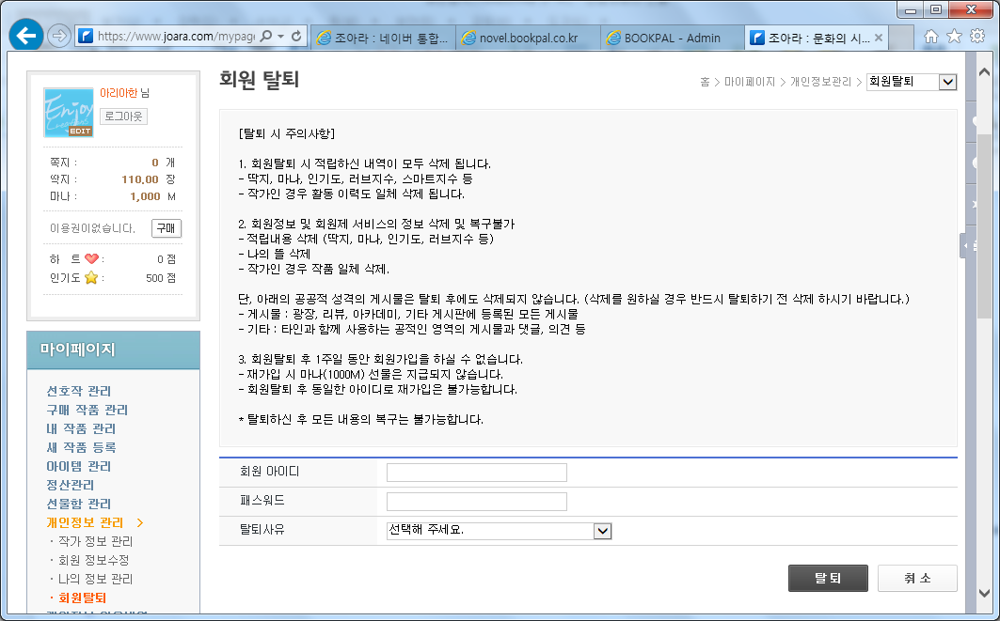 https://www.joara.com/mypage
조아라 : 네이버 통합...
novel.bookpal.co.kr
BOOKPAL - Admin
조아라 : 문화의 시...
Enjoy
EDIT
아리아한 님
로그아웃
쪽지 : 0 개
딱지 : 110,00 장
마나 : 1,000 M
이용권이없습니다. 구매
하 트 : 0 점
인기도 : 500 점
마이페이지
선호작 관리
구매 작품 관리
내 작품 관리
새 작품 등록
아이템 관리
정산관리
선물함 관리
개인정보 관리 >
· 작가 정보 관리
· 회원 정보수정
· 나의 정보 관리
· 회원탈퇴
회원 탈퇴
홈 > 마이페이지 > 개인정보관리 > 회원탈퇴
[탈퇴 시 주의사항]
1. 회원탈퇴 시 적립하신 내역이 모두 삭제 됩니다.
- 딱지, 마나, 인기도, 러브지수, 스마트지수 등
- 작가인 경우 활동 이력도 일체 삭제 됩니다.
2. 회원정보 및 회원제 서비스의 정보 삭제 및 복구불가
- 적립내용 삭제 (딱지, 마나, 인기도, 러브지수 등)
- 나의 뜰 삭제
- 작가인 경우 작품 일체 삭제.
단, 아래의 공공적 성격의 게시물은 탈퇴 후에도 삭제되지 않습니다. (삭제를 원하실 경우 반드시 탈퇴하기 전 삭제 하시기 바랍니다.)
- 게시물 : 광장, 리뷰, 아카데미, 기타 게시판에 등록된 모든 게시물
- 기타 : 타인과 함께 사용하는 공적인 영역의 게시물과 댓글, 의견 등
3. 회원탈퇴 후 1주일 동안 회원가입을 하실 수 없습니다.
- 재가입 시 마나(1000M) 선물은 지급되지 않습니다.
- 회원탈퇴 후 동일한 아이디로 재가입은 불가능합니다.
* 탈퇴하신 후 모든 내용의 복구는 불가능합니다.
회원 아이디
패스워드
탈퇴사유 선택해 주세요.
탈 퇴 취 소